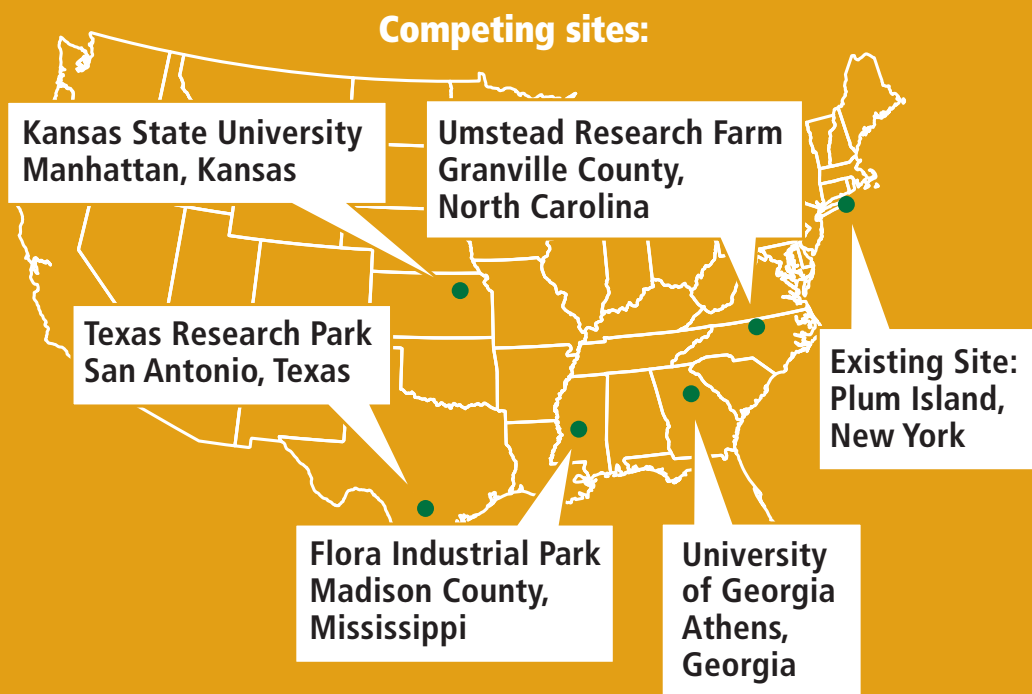 Competing sites:
Kansas State University
Manhattan, Kansas
Umstead Research Farm
Granville County,
North Carolina
Texas Research Park
San Antonio, Texas
Existing Site:
Plum Island,
New York
Flora Industrial Park
Madison County,
Mississippi
University
of Georgia
Athens,
Georgia